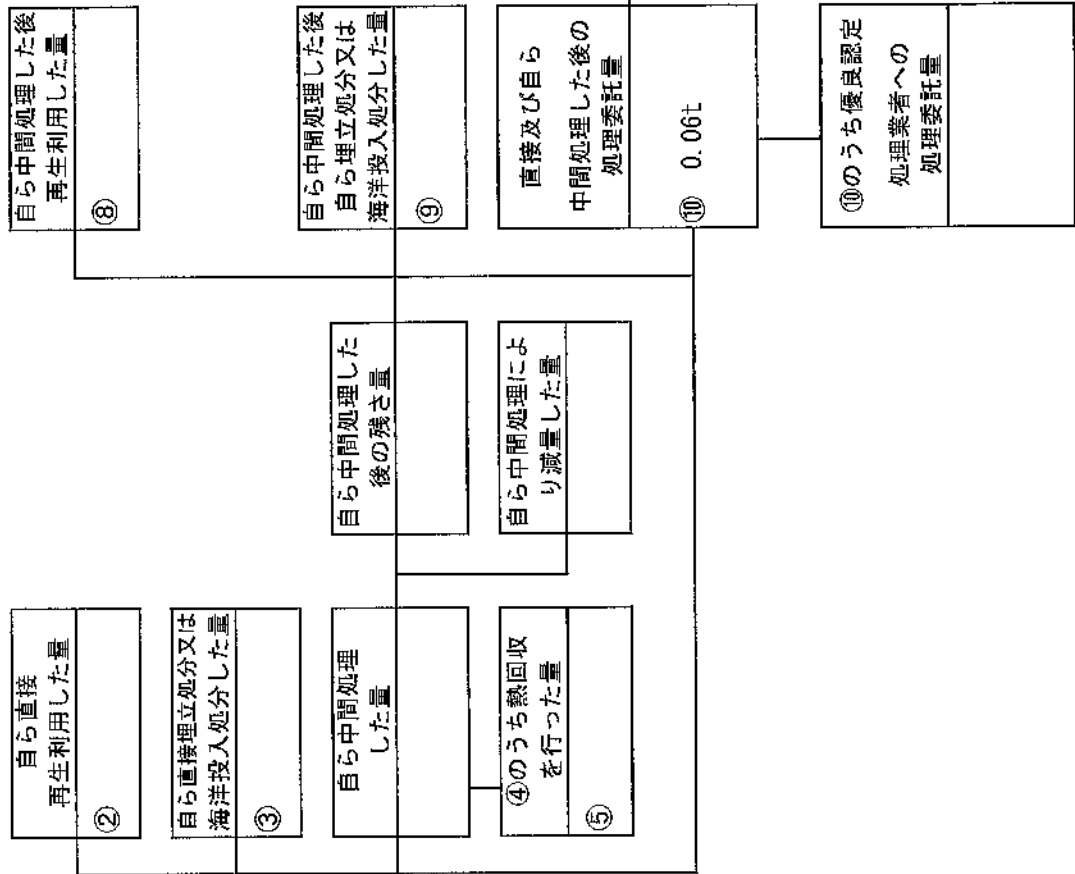 自ら直接
再生利用した量
②
自ら直接埋立処分又は
海洋投入処分した量
③
自ら中間処理
した量
④のうち熱回収
を行った量
⑤
自ら中間処理した
後の残さ量
自ら中間処理によ
り減量した量
自ら中間処理した後
再生利用した量
⑧
自ら中間処理した後
自ら埋立処分又は
海洋投入処分した量
⑨
直接及び自ら
中間処理した後の
処理委託量
⑩ 0.06t
⑩のうち優良認定
処理業者への
処理委託量